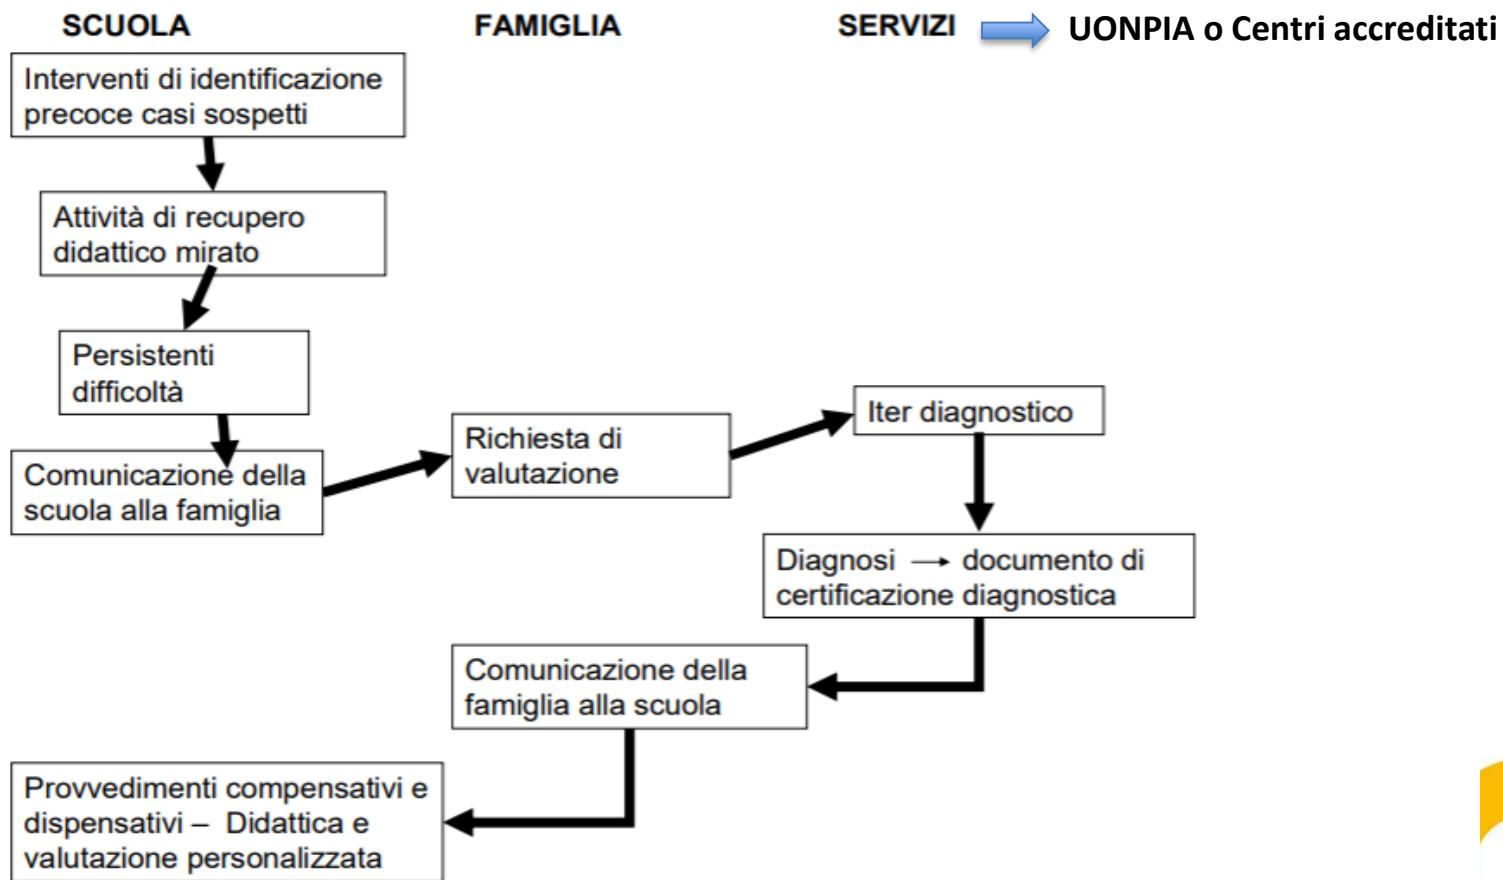 SCUOLA FAMIGLIA SERVIZI UONPIA o Centri accreditati
Interventi di identificazione
precoce casi sospetti
Attività di recupero
didattico mirato
Persistenti
difficoltà
Comunicazione della
scuola alla famiglia
Richiesta di
valutazione
Iter diagnostico
Diagnosi → documento di
certificazione diagnostica
Comunicazione della
famiglia alla scuola
Provvedimenti compensativi e
dispensativi – Didattica e
valutazione personalizzata